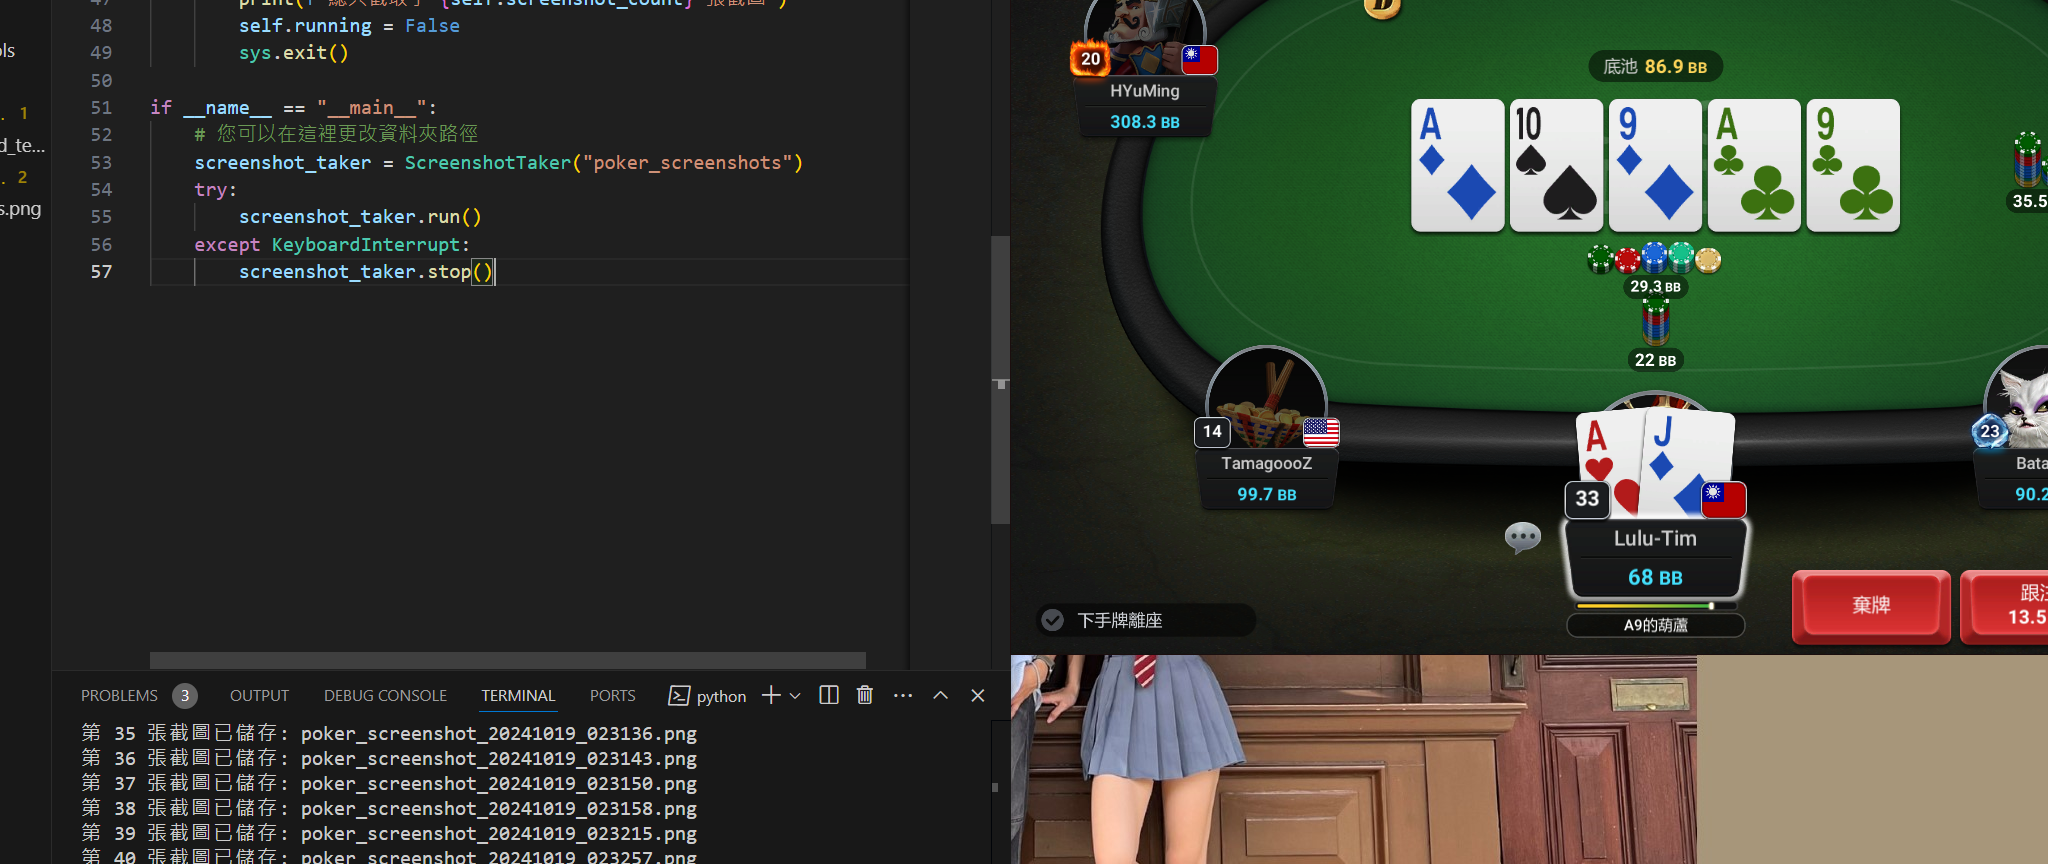 ols
. 1
d_te...
. 2
s.png
47 print(f"總共截取了 {self.screenshot_count} 張截圖")
48 self.running = False
49 sys.exit()
50
51 if __name__ == "__main__":
52 # 您可以在這裡更改資料夾路徑
53 screenshot_taker = ScreenshotTaker("poker_screenshots")
54 try:
55 screenshot_taker.run()
56 except KeyboardInterrupt:
57 screenshot_taker.stop()
PROBLEMS 3 OUTPUT DEBUG CONSOLE TERMINAL PORTS python
第 35 張截圖已儲存: poker_screenshot_20241019_023136.png
第 36 張截圖已儲存: poker_screenshot_20241019_023143.png
第 37 張截圖已儲存: poker_screenshot_20241019_023150.png
第 38 張截圖已儲存: poker_screenshot_20241019_023158.png
第 39 張截圖已儲存: poker_screenshot_20241019_023215.png
第 40 張截圖已儲存: poker_screenshot_20241019_023257.png
D
20
HYuMing
308.3 BB
底池 86.9 BB
A 10 9 A 9
35.5
29.3 BB
22 BB
14
TamagoooZ
99.7 BB
A J
33
Lulu-Tim
68 BB
A9的葫蘆
23
Bata
90.2
下手牌離座
棄牌
跟注
13.5